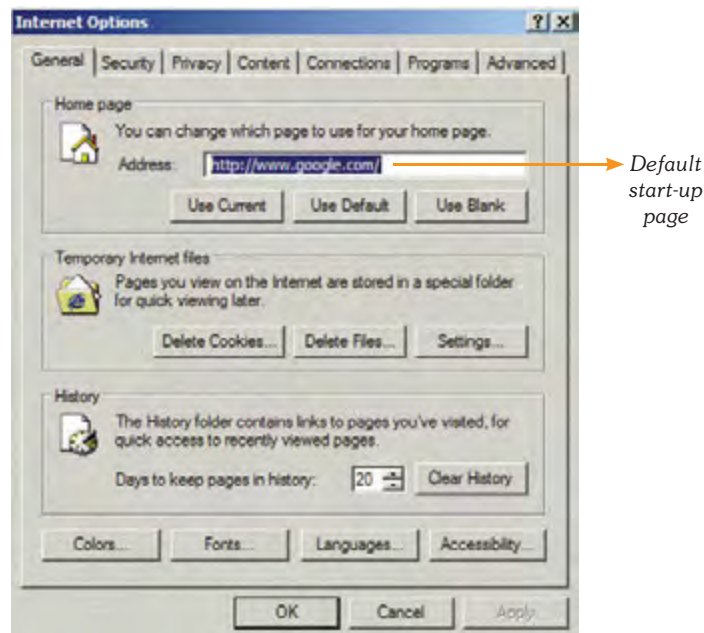 Internet Options
General Security Privacy Content Connections Programs Advanced
Home page
You can change which page to use for your home page.
Address: http://www.google.com/
Default
start-up
page
Use Current Use Default Use Blank
Temporary Internet files
Pages you view on the Internet are stored in a special folder
for quick viewing later.
Delete Cookies... Delete Files... Settings...
History
The History folder contains links to pages you've visited, for
quick access to recently viewed pages.
Days to keep pages in history: 20 Clear History
Colors... Fonts... Languages... Accessibility...
OK Cancel Apply